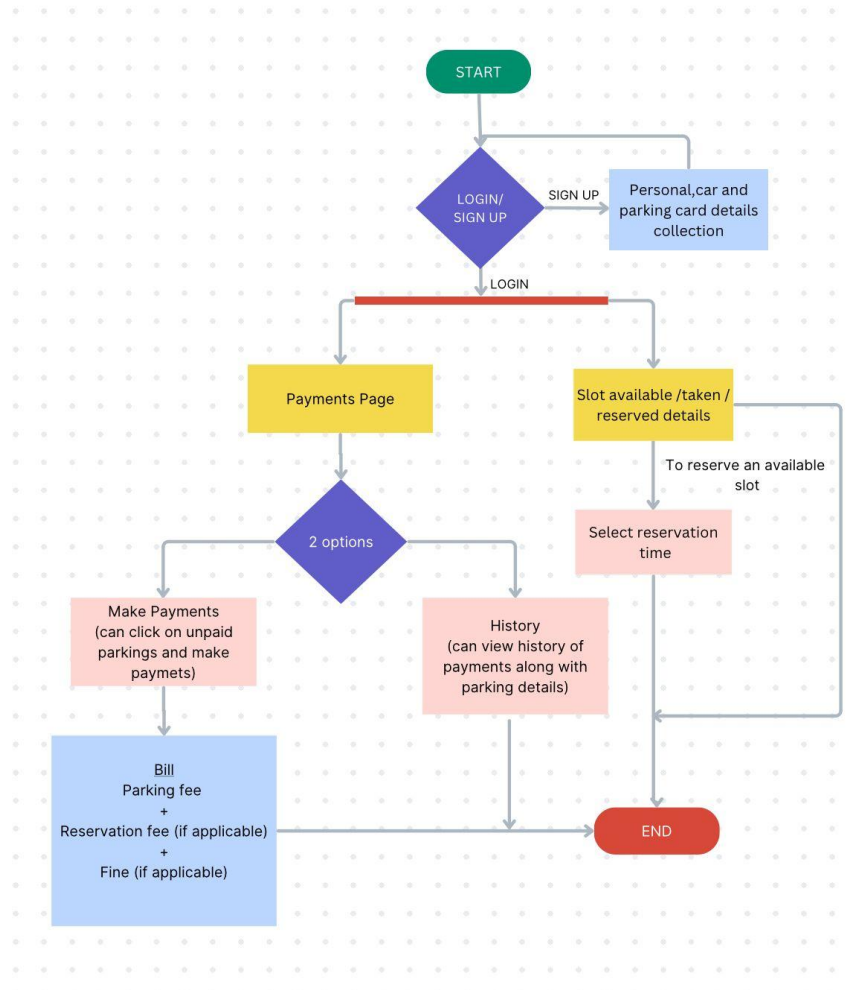 START
LOGIN/
SIGN UP
SIGN UP
Personal,car and
parking card details
collection
LOGIN
Payments Page
Slot available /taken /
reserved details
To reserve an available
slot
2 options
Select reservation
time
Make Payments
(can click on unpaid
parkings and make
paymets)
History
(can view history of
payments along with
parking details)
Bill
Parking fee
+
Reservation fee (if applicable)
+
Fine (if applicable)
END